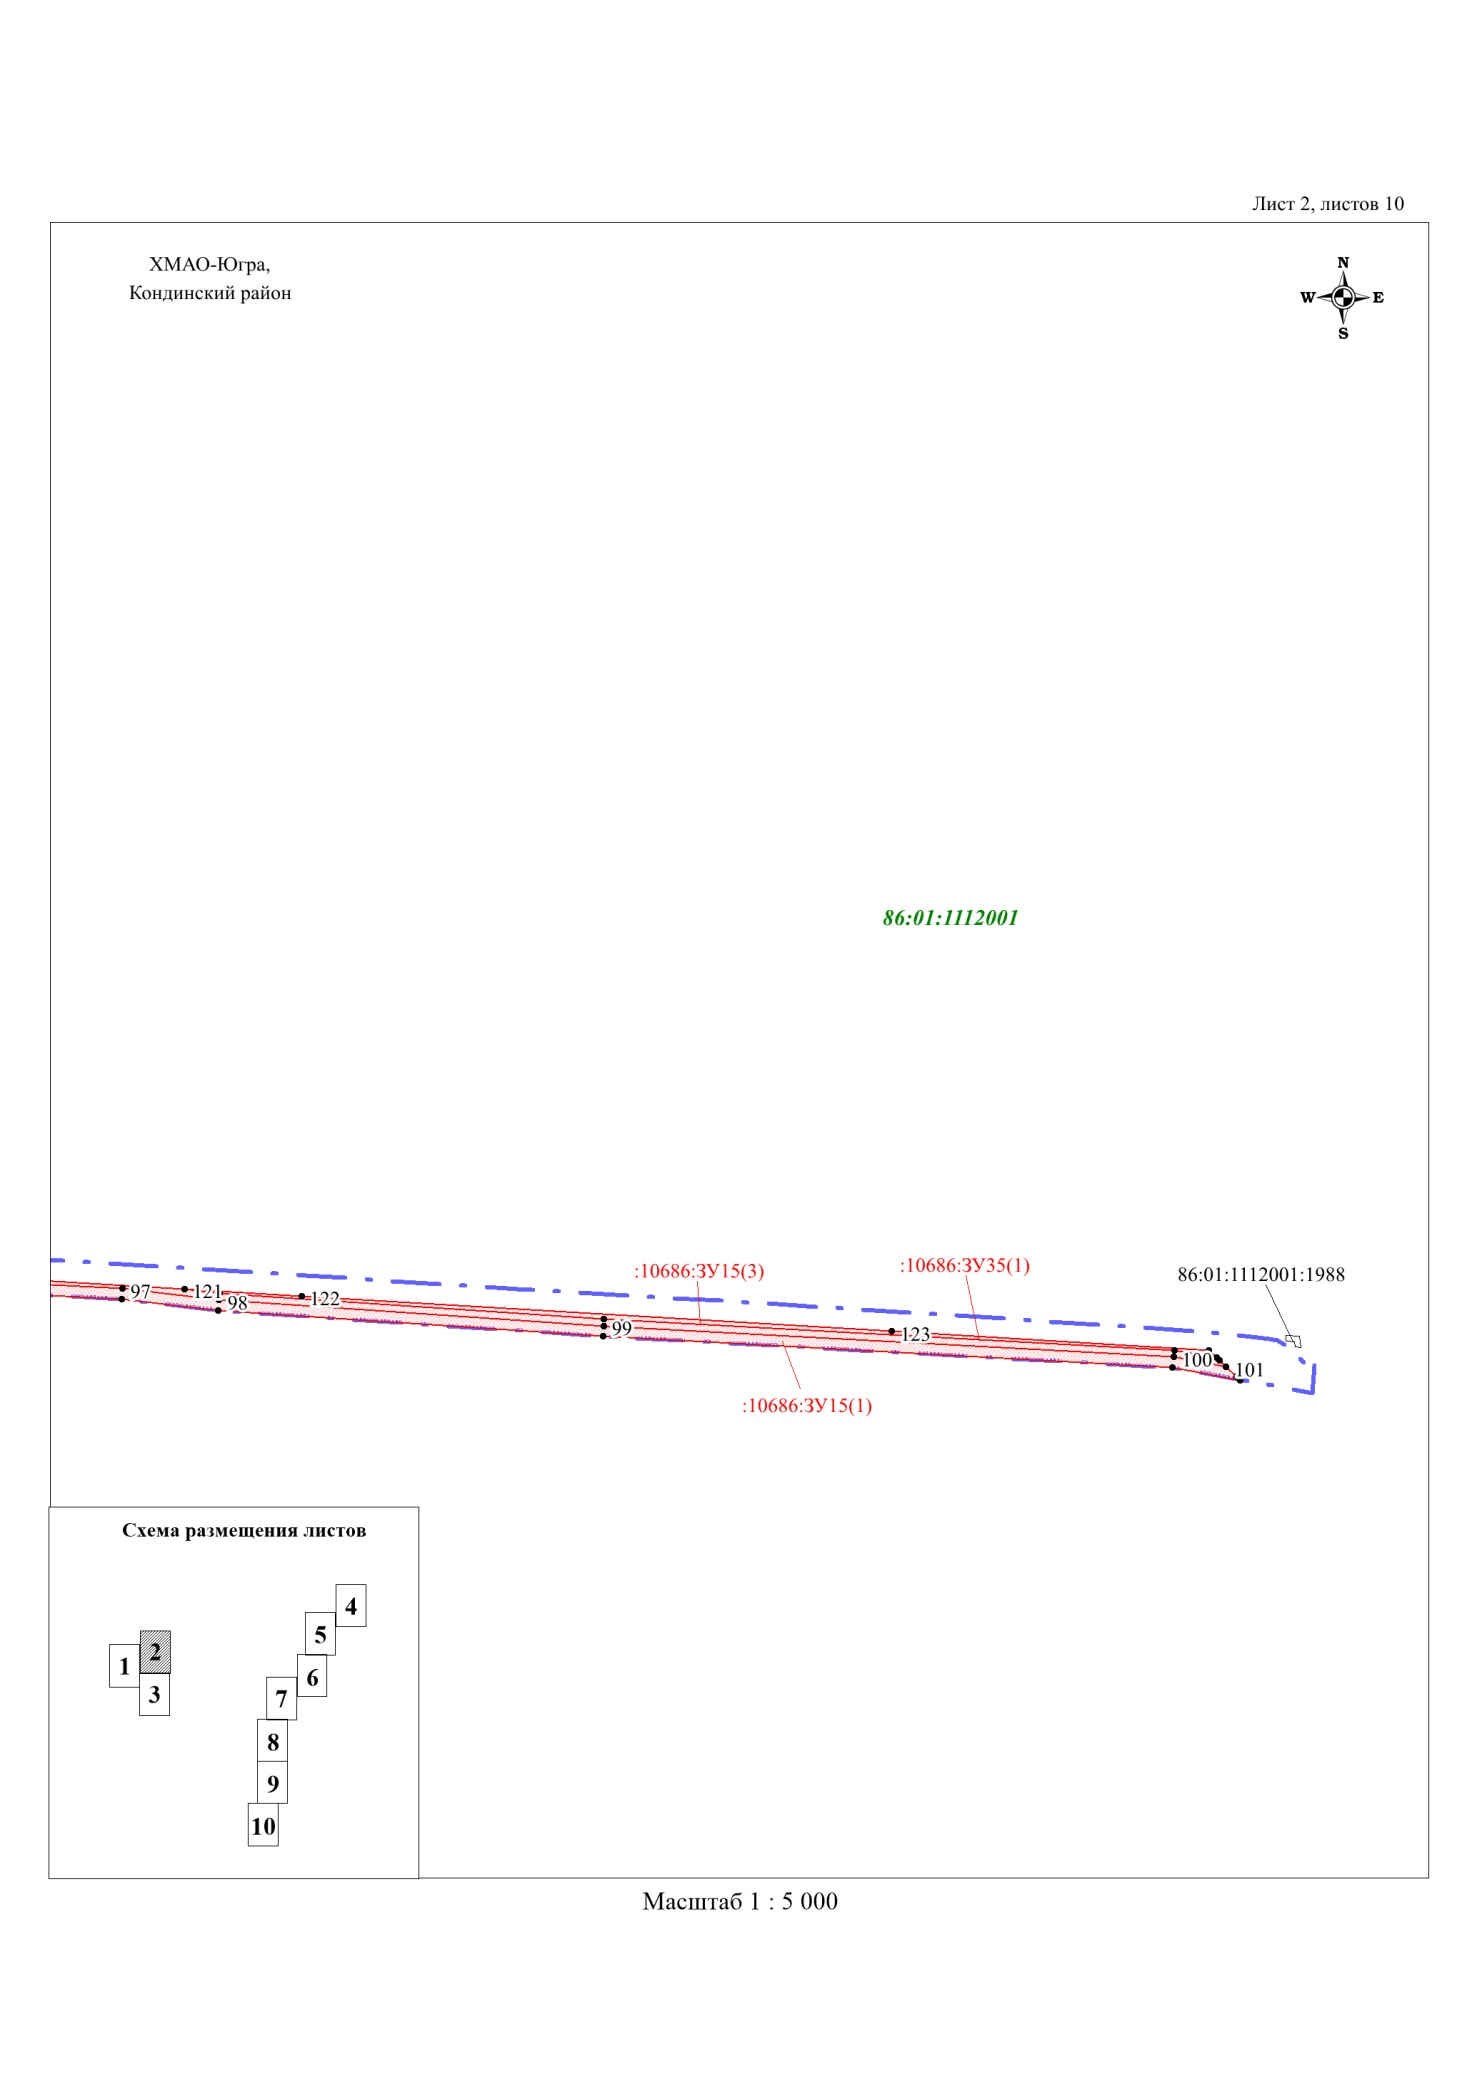 Лист 2, листов 10
ХМАО-Югра,
Кондинский район
N
W E
S
86:01:1112001
:10686:ЗУ15(3)
:10686:ЗУ35(1)
86:01:1112001:1988
97
121
98
122
99
123
100
101
:10686:ЗУ15(1)
Схема размещения листов
4
5
2
1
6
3
7
8
9
10
Масштаб 1 : 5 000